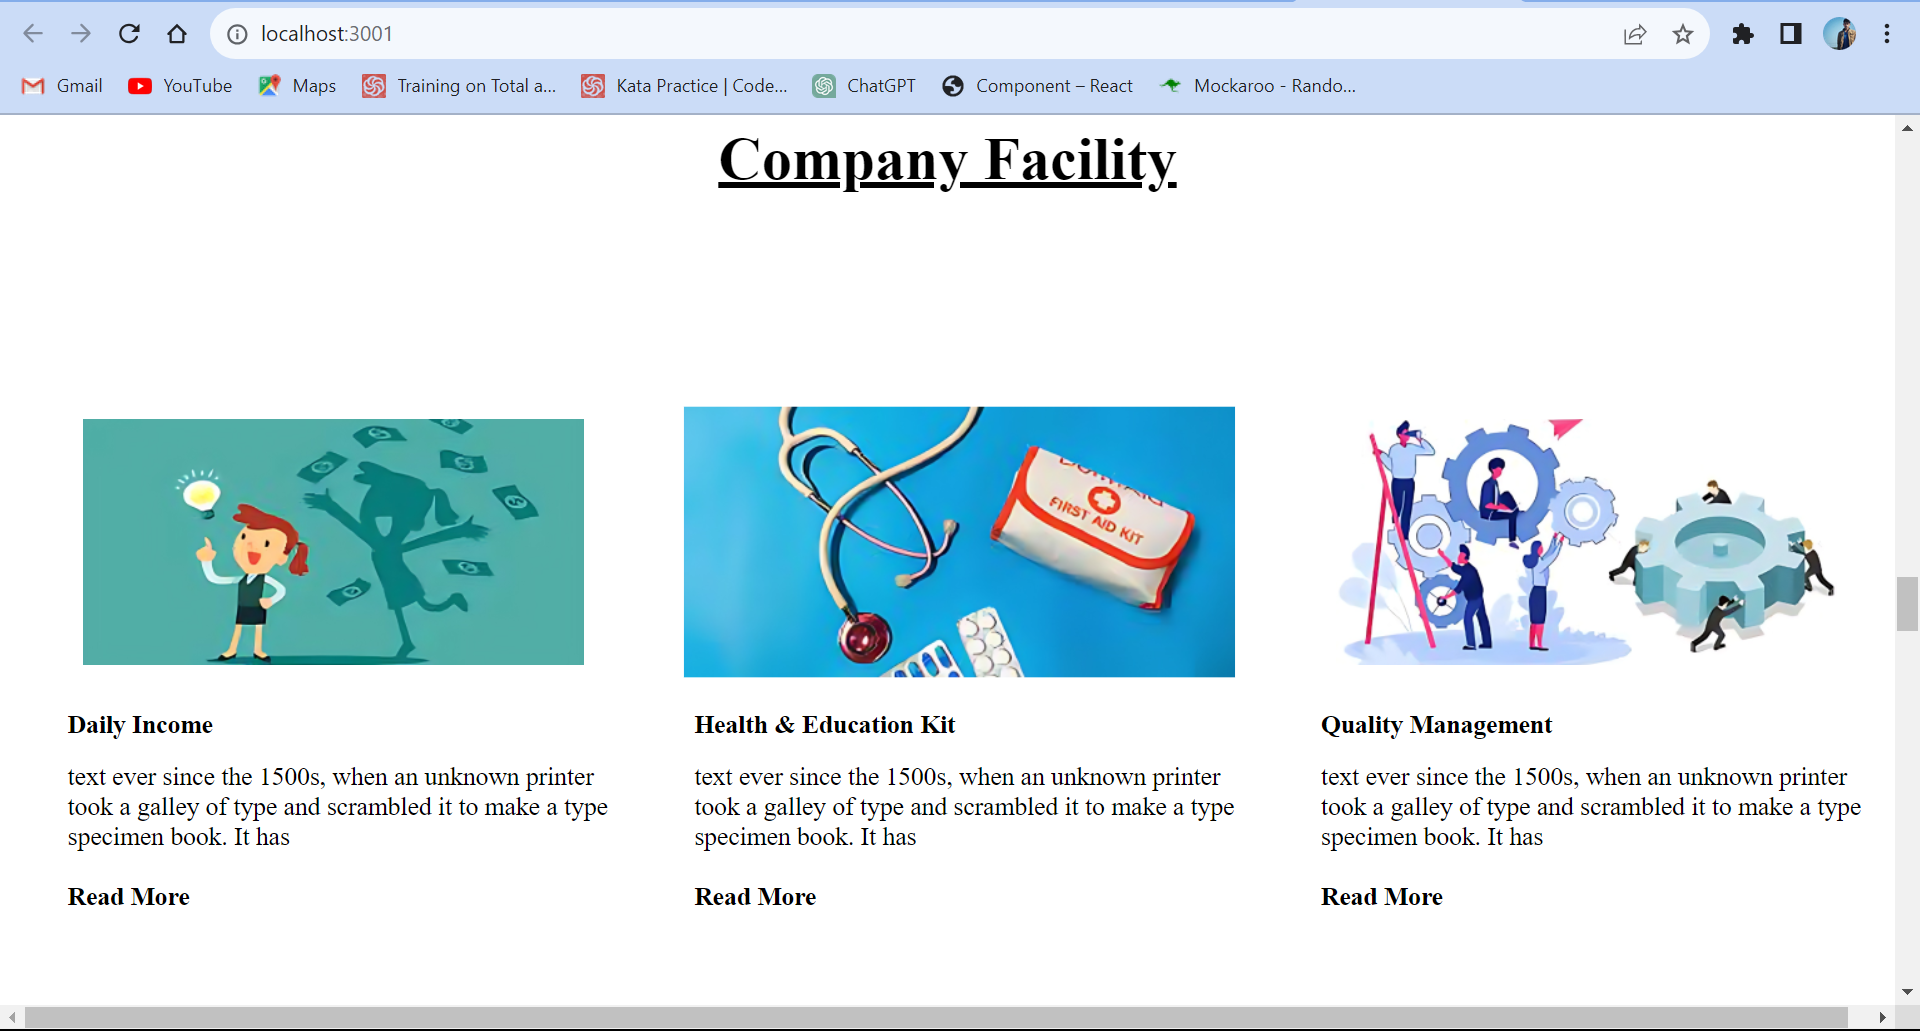 localhost:3001
Gmail YouTube Maps Training on Total a... Kata Practice | Code... ChatGPT Component – React Mockaroo - Rando...
Company Facility
FIRST AID KIT
Daily Income
text ever since the 1500s, when an unknown printer
took a galley of type and scrambled it to make a type
specimen book. It has
Read More
Health & Education Kit
text ever since the 1500s, when an unknown printer
took a galley of type and scrambled it to make a type
specimen book. It has
Read More
Quality Management
text ever since the 1500s, when an unknown printer
took a galley of type and scrambled it to make a type
specimen book. It has
Read More